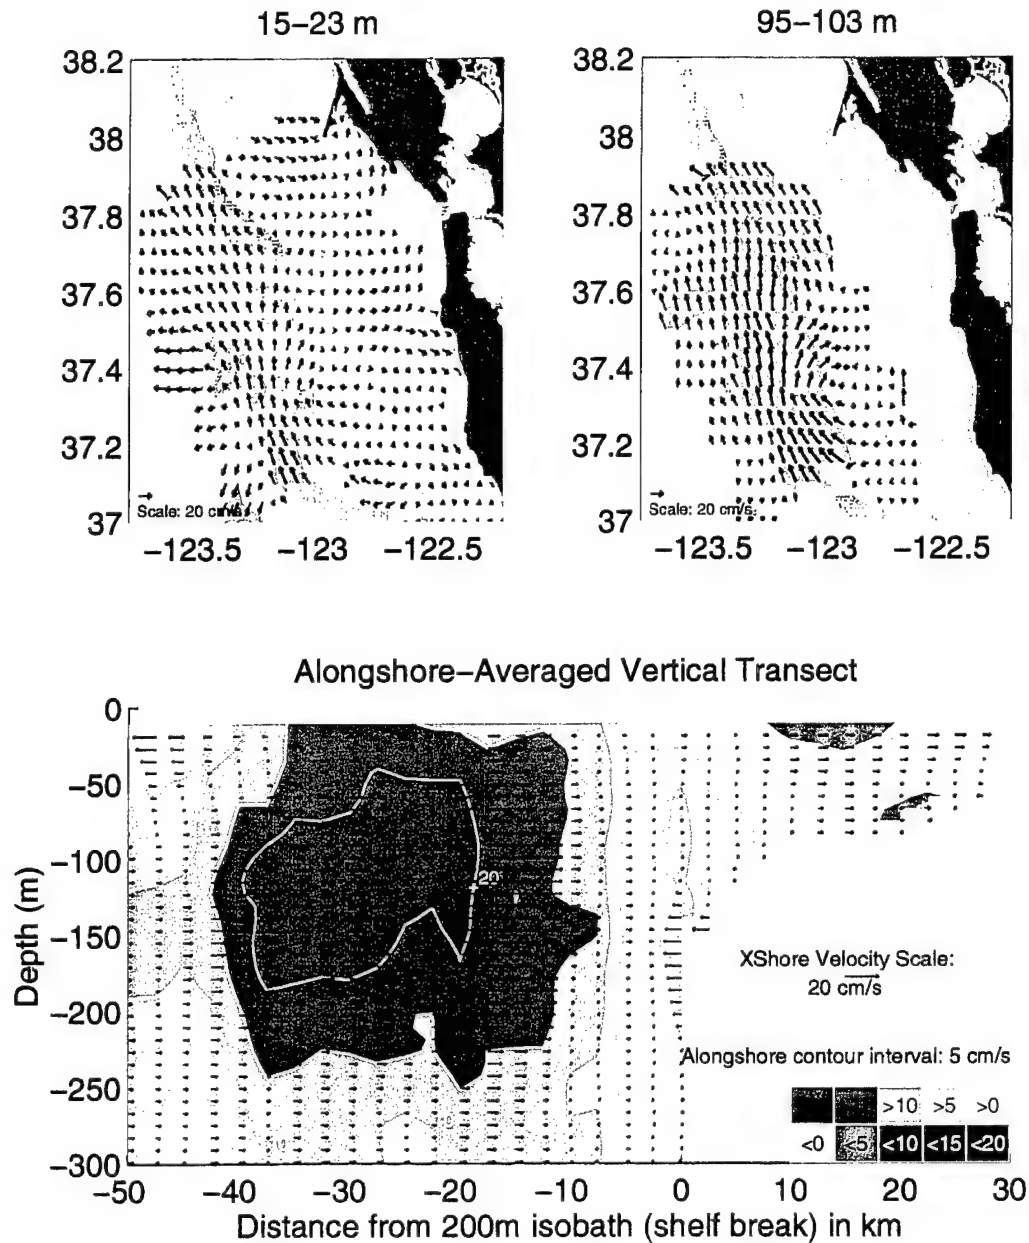 15–23 m
95–103 m
38.2
38
37.8
37.6
37.4
37.2
37
Scale: 20 cm/s
−123.5 −123 −122.5
38.2
38
37.8
37.6
37.4
37.2
37
Scale: 20 cm/s
−123.5 −123 −122.5
Alongshore–Averaged Vertical Transect
Depth (m)
0
−50
−100
−150
−200
−250
−300
20
XShore Velocity Scale:
20 cm/s
Alongshore contour interval: 5 cm/s
>10 >5 >0
<0 <5 <10 <15 <20
−50 −40 −30 −20 −10 0 10 20 30
Distance from 200m isobath (shelf break) in km